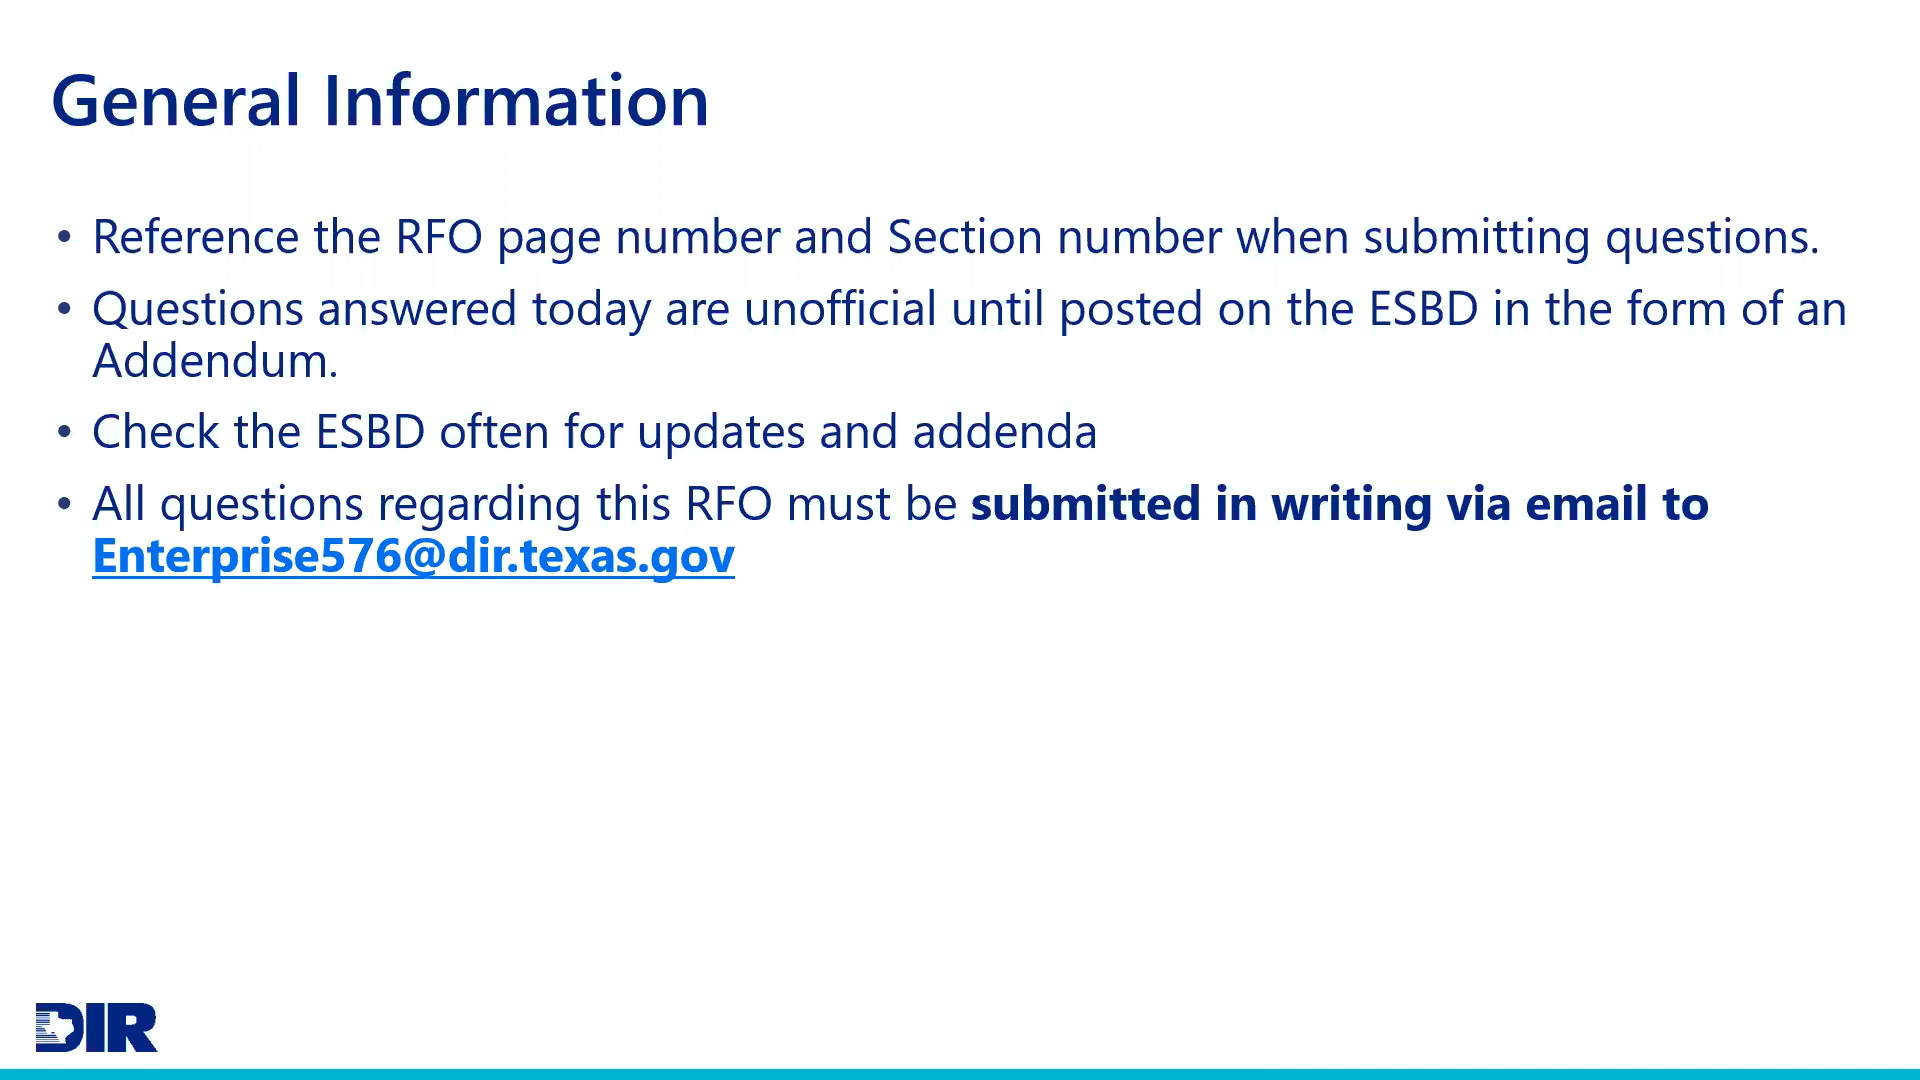 General Information
• Reference the RFO page number and Section number when submitting questions.
• Questions answered today are unofficial until posted on the ESBD in the form of an
Addendum.
• Check the ESBD often for updates and addenda
• All questions regarding this RFO must be submitted in writing via email to
Enterprise576@dir.texas.gov
DIR